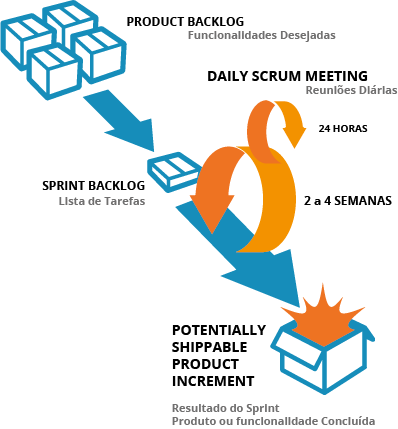 PRODUCT BACKLOG
Funcionalidades Desejadas
DAILY SCRUM MEETING
Reuniões Diárias
24 HORAS
SPRINT BACKLOG
Lista de Tarefas
2 a 4 SEMANAS
POTENTIALLY
SHIPPABLE
PRODUCT
INCREMENT
Resultado do Sprint
Produto ou funcionalidade Concluída